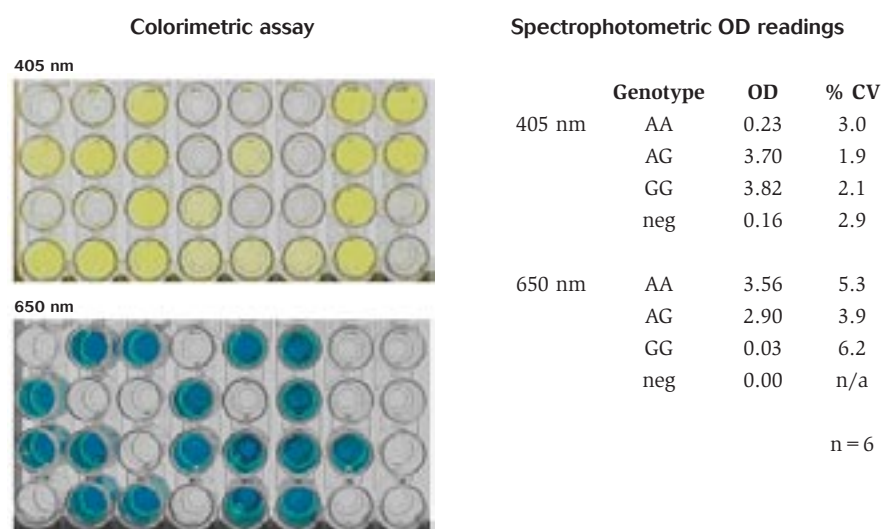 Colorimetric assay
405 nm
650 nm
Spectrophotometric OD readings
Genotype OD % CV
405 nm AA 0.23 3.0
AG 3.70 1.9
GG 3.82 2.1
neg 0.16 2.9
650 nm AA 3.56 5.3
AG 2.90 3.9
GG 0.03 6.2
neg 0.00 n/a
n = 6